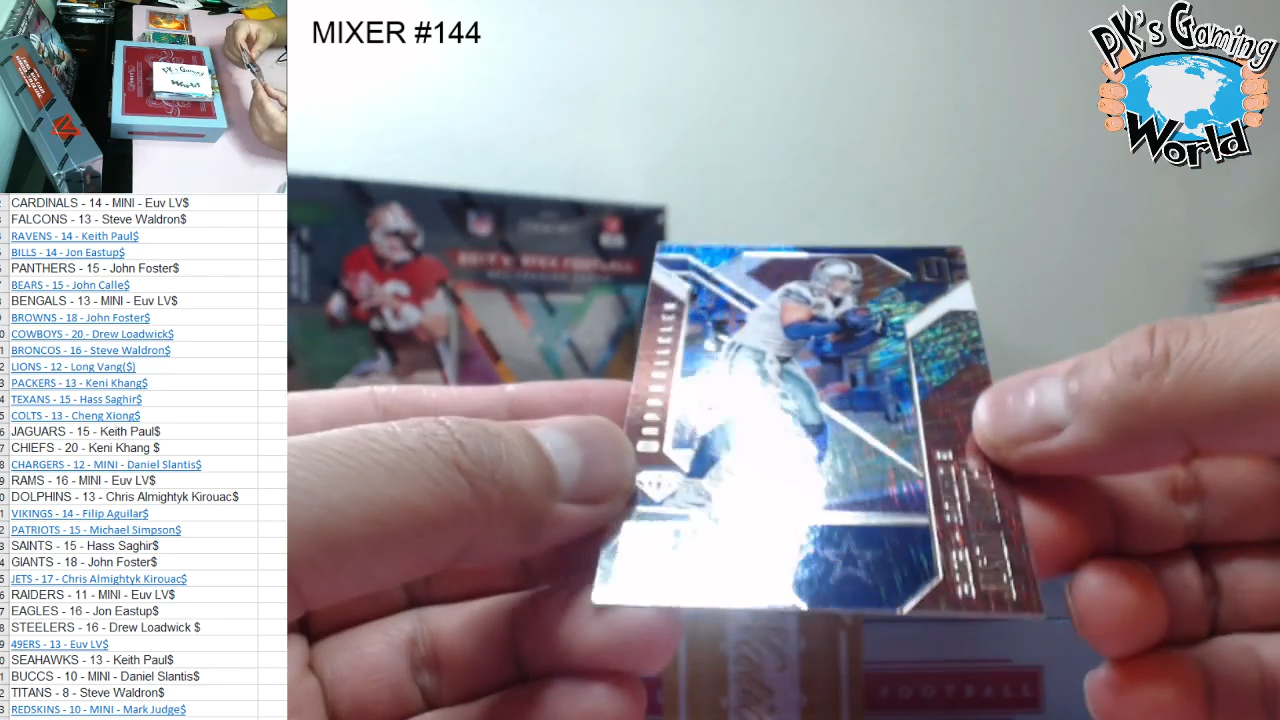 MIXER #144
PK's Gaming World
CARDINALS - 14 - MINI - Euv LV$
FALCONS - 13 - Steve Waldron$
RAVENS - 14 - Keith Paul$
BILLS - 14 - Jon Eastup$
PANTHERS - 15 - John Foster$
BEARS - 15 - John Calle$
BENGALS - 13 - MINI - Euv LV$
BROWNS - 18 - John Foster$
COWBOYS - 20 - Drew Loadwick$
BRONCOS - 16 - Steve Waldron$
LIONS - 12 - Long Vang($)
PACKERS - 13 - Keni Khang$
TEXANS - 15 - Hass Saghir$
COLTS - 13 - Cheng Xiong$
JAGUARS - 15 - Keith Paul$
CHIEFS - 20 - Keni Khang $
CHARGERS - 12 - MINI - Daniel Slantis$
RAMS - 16 - MINI - Euv LV$
DOLPHINS - 13 - Chris Almightyk Kirouac$
VIKINGS - 14 - Filip Aguilar$
PATRIOTS - 15 - Michael Simpson$
SAINTS - 15 - Hass Saghir$
GIANTS - 18 - John Foster$
JETS - 17 - Chris Almightyk Kirouac$
RAIDERS - 11 - MINI - Euv LV$
EAGLES - 16 - Jon Eastup$
STEELERS - 16 - Drew Loadwick $
49ERS - 13 - Euv LV$
SEAHAWKS - 13 - Keith Paul$
BUCCS - 10 - MINI - Daniel Slantis$
TITANS - 8 - Steve Waldron$
REDSKINS - 10 - MINI - Mark Judge$
FOOTBALL